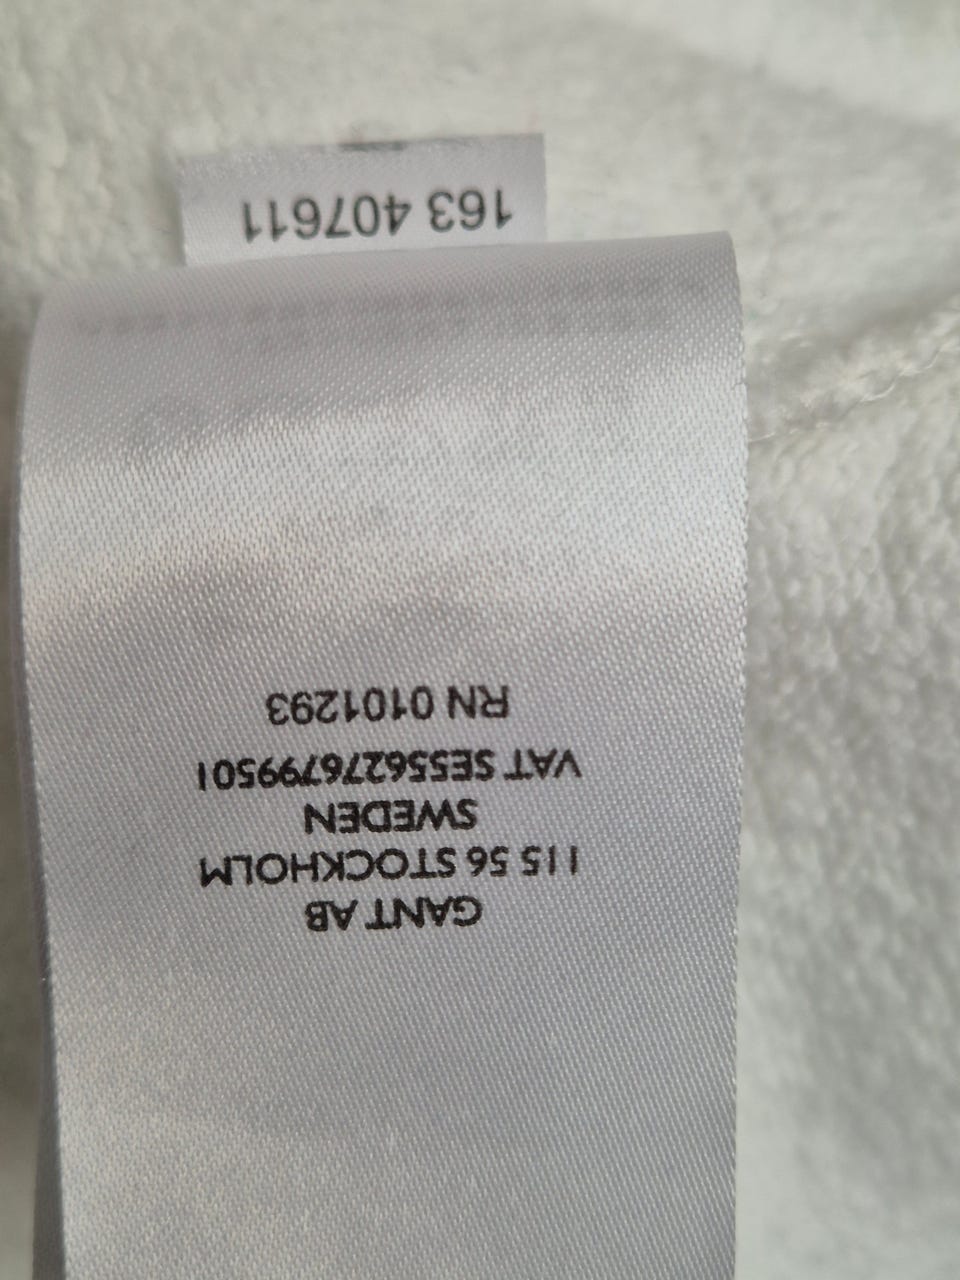 GANT AB
115 56 STOCKHOLM
SWEDEN
VAT SE556276799501
RN 0101293
163 407611